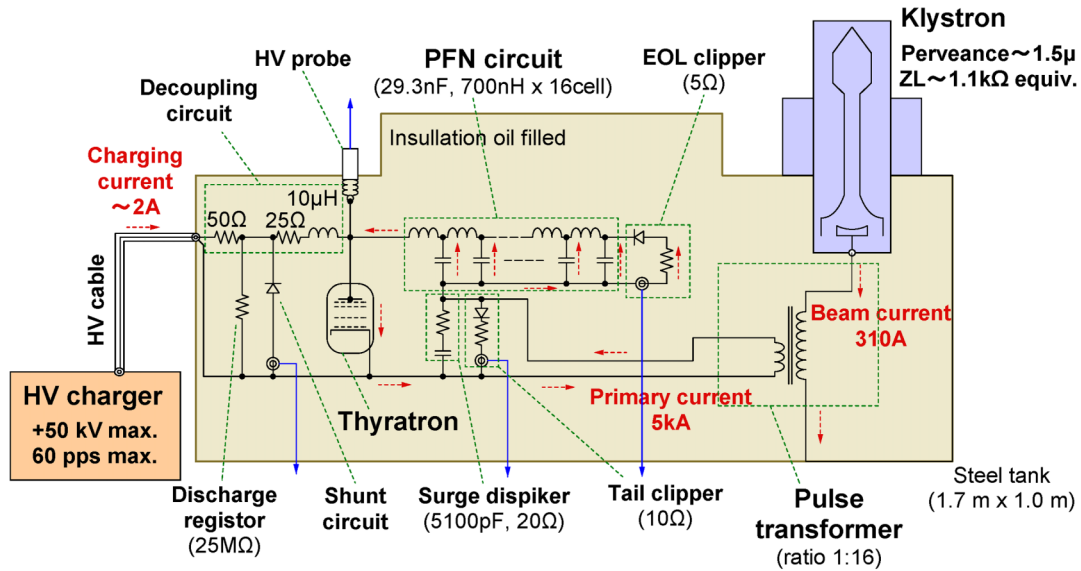 Klystron
Perveance～1.5μ
ZL～1.1kΩ equiv.
HV probe
PFN circuit
(29.3nF, 700nH x 16cell)
EOL clipper
(5Ω)
Decoupling
circuit
Insullation oil filled
Charging
current
～2A
10μH
50Ω
25Ω
HV cable
Beam current
310A
HV charger
+50 kV max.
60 pps max.
Thyratron
Primary current
5kA
Discharge
registor
(25MΩ)
Shunt
circuit
Surge dispiker
(5100pF, 20Ω)
Tail clipper
(10Ω)
Pulse
transformer
(ratio 1:16)
Steel tank
(1.7 m x 1.0 m)